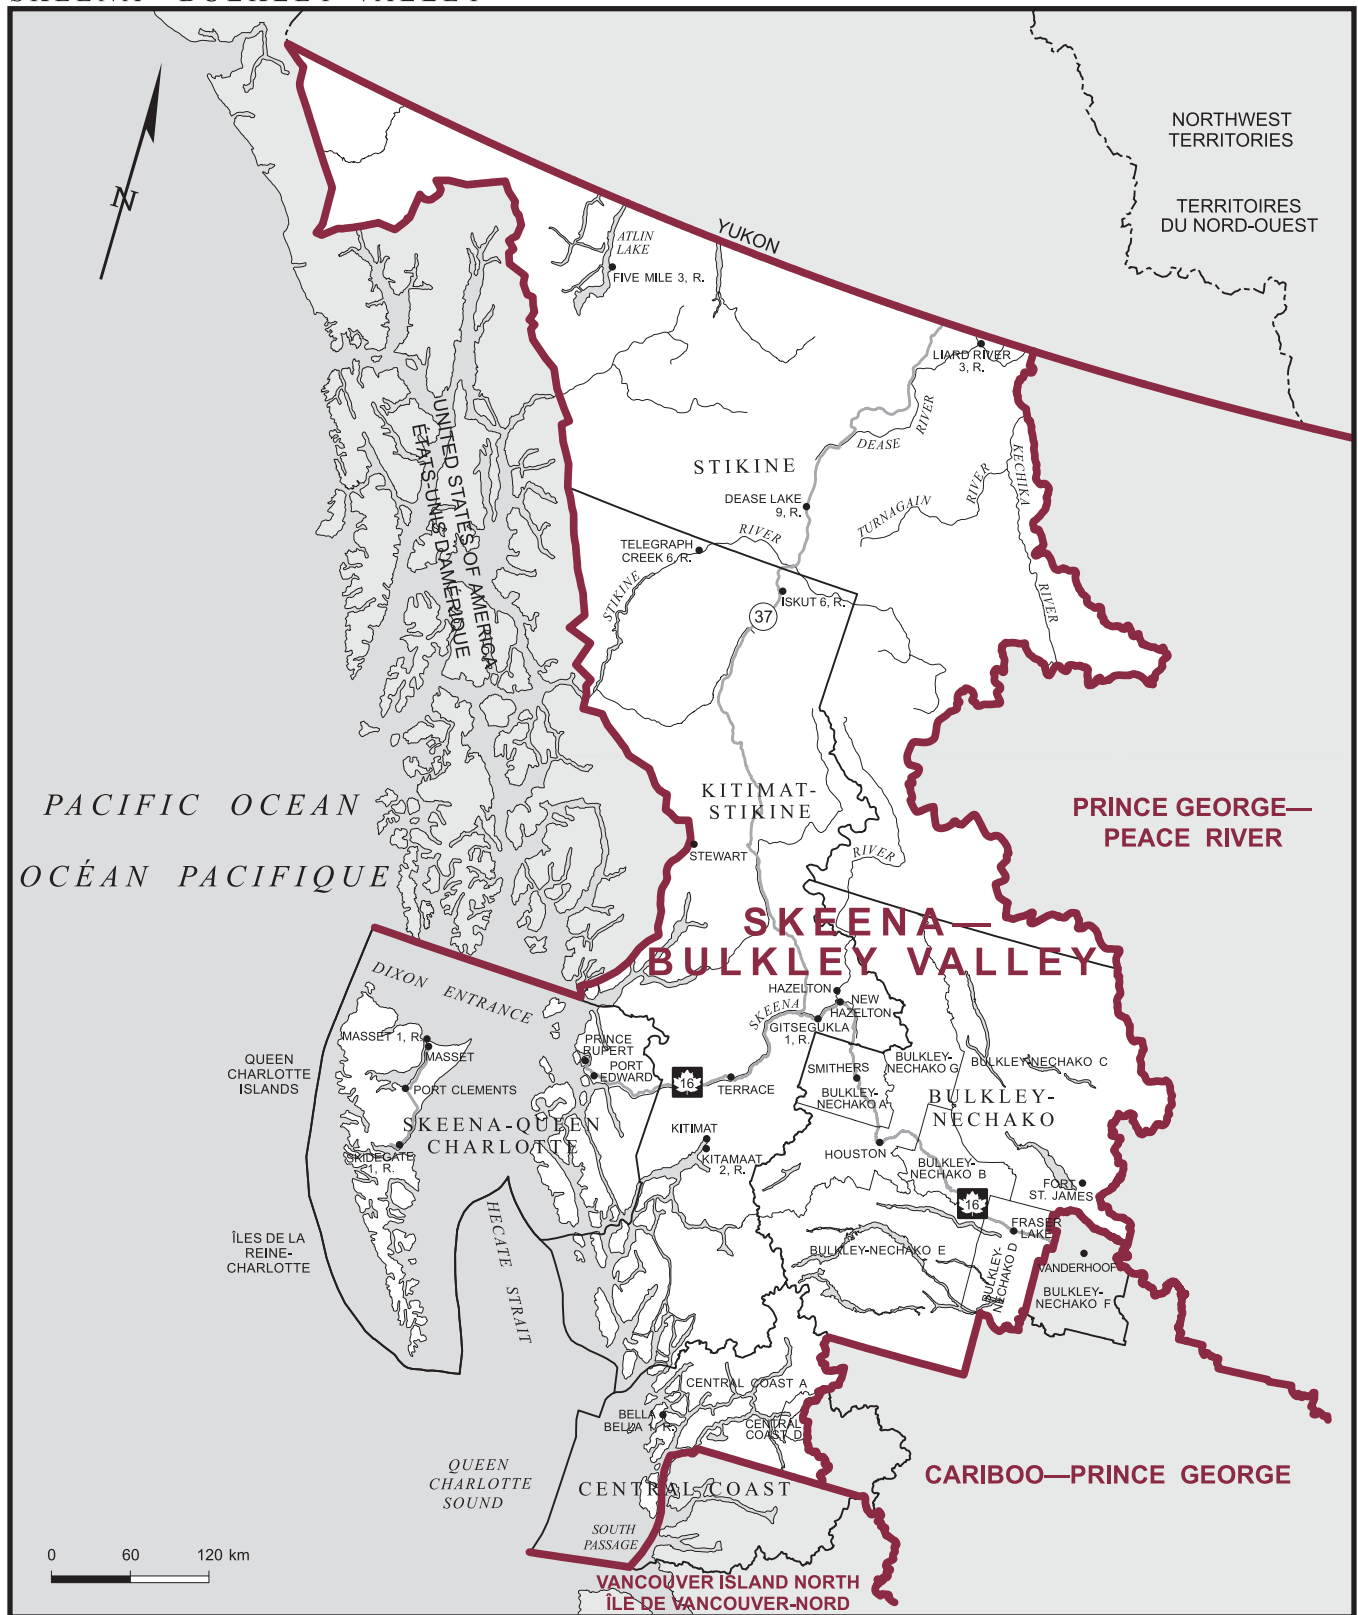 SKEENA—BULKLEY VALLEY
NORTHWEST
TERRITORIES
TERRITOIRES
DU NORD-OUEST
N
YUKON
ATLIN
LAKE
FIVE MILE 3, R.
LIARD RIVER
3, R.
DEASE RIVER
STIKINE
KECHIKA RIVER
TURNAGAIN RIVER
DEASE LAKE
9, R.
UNITED STATES OF AMERICA
ÉTATS-UNIS D'AMÉRIQUE
TELEGRAPH
CREEK 6, R.
STIKINE RIVER
ISKUT 6, R.
37
PACIFIC OCEAN
OCÉAN PACIFIQUE
KITIMAT-
STIKINE
PRINCE GEORGE—
PEACE RIVER
STEWART
RIVER
SKEENA—
BULKLEY VALLEY
DIXON ENTRANCE
HAZELTON
NEW
HAZELTON
SKEENA
GITSEGUKLA
1, R.
MASSET 1, R.
MASSET
PRINCE
RUPERT
PORT
EDWARD
QUEEN
CHARLOTTE
ISLANDS
PORT CLEMENTS
16
TERRACE
SMITHERS
BULKLEY-
NECHAKO A
BULKLEY-
NECHAKO G
BULKLEY-NECHAKO C
BULKLEY-
NECHAKO
SKEENA-QUEEN
CHARLOTTE
SKIDEGATE
1, R.
KITIMAT
KITAMAAT
2, R.
HOUSTON
BULKLEY-
NECHAKO B
FORT
ST. JAMES
16
FRASER
LAKE
ÎLES DE LA
REINE-
CHARLOTTE
HECATE STRAIT
BULKLEY-NECHAKO E
BULKLEY-
NECHAKO D
VANDERHOOF
BULKLEY-
NECHAKO F
CENTRAL COAST A
BELLA
BELLA 1, R.
CENTRAL
COAST D
QUEEN
CHARLOTTE
SOUND
CENTRAL COAST
CARIBOO—PRINCE GEORGE
SOUTH
PASSAGE
0 60 120 km
VANCOUVER ISLAND NORTH
ÎLE DE VANCOUVER-NORD